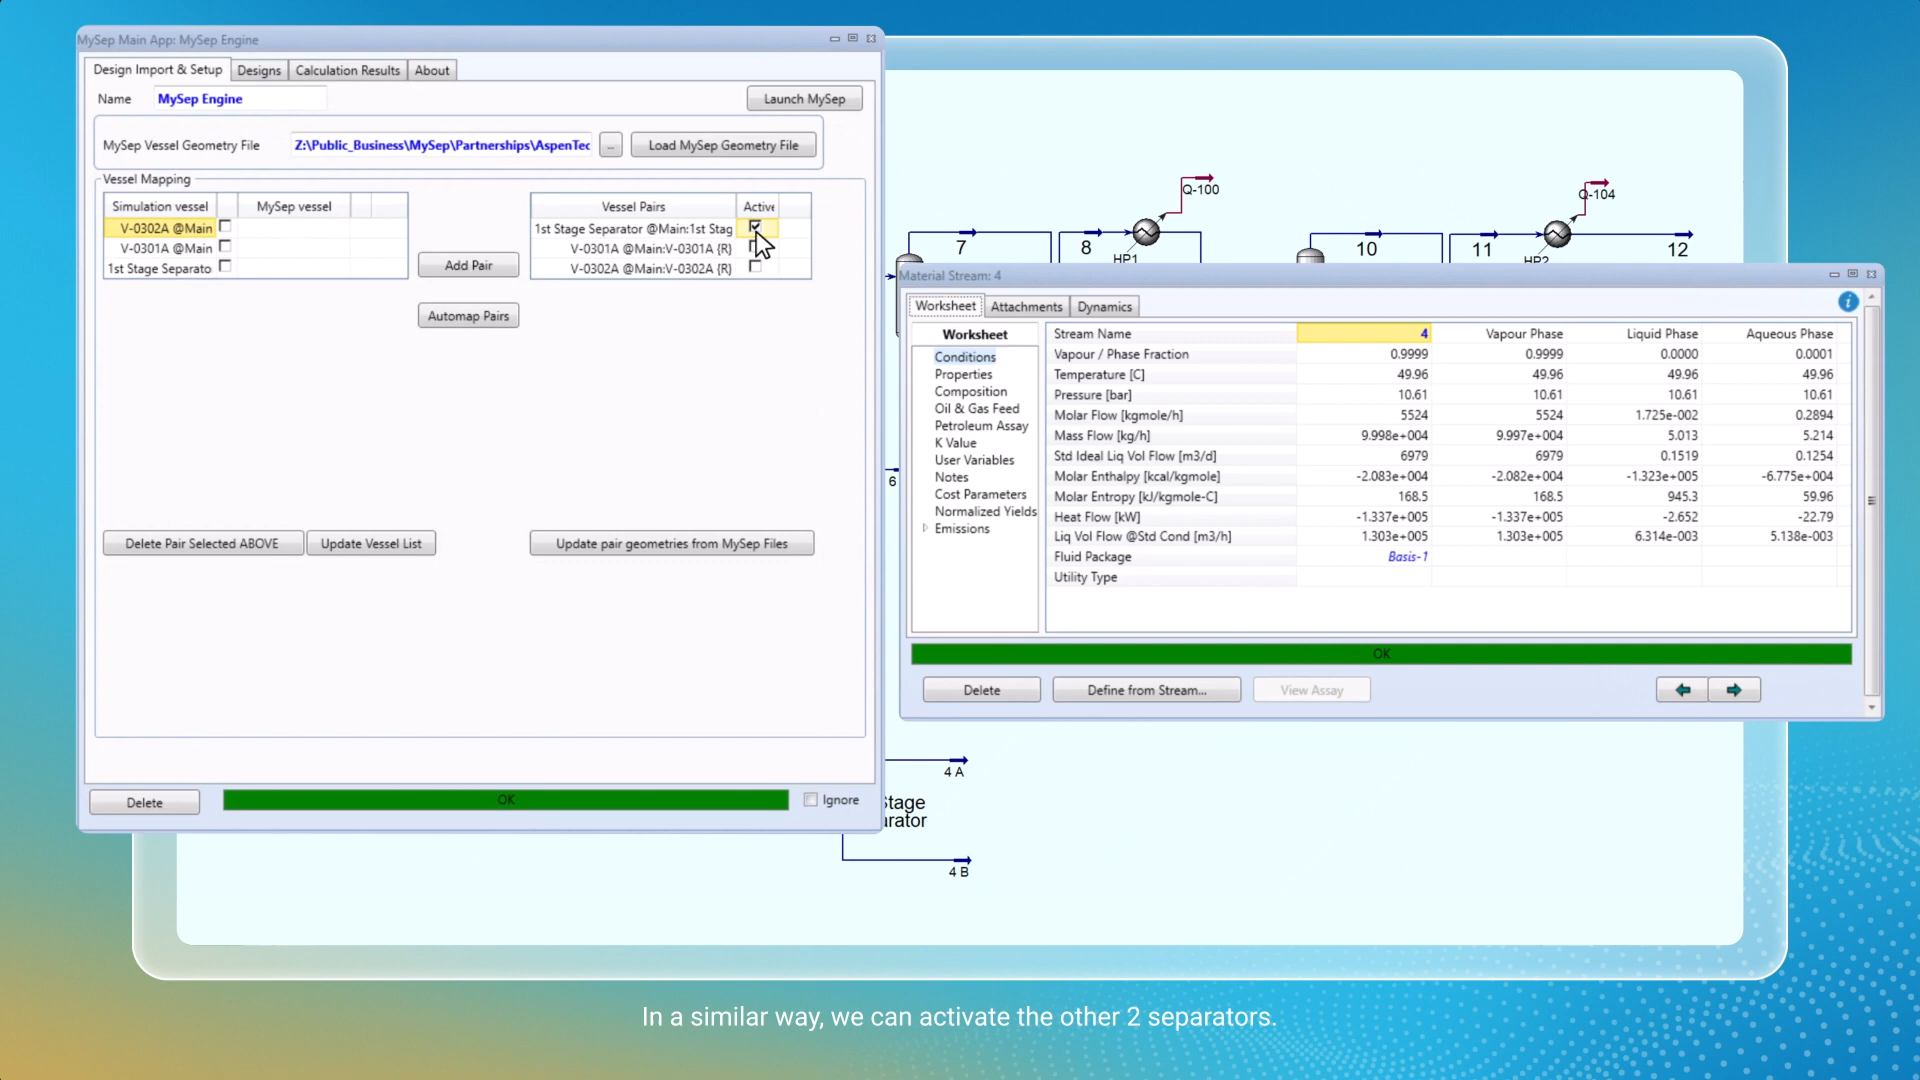 MySep Main App: MySep Engine
Design Import & Setup Designs Calculation Results About
Name MySep Engine Launch MySep
MySep Vessel Geometry File Z:\Public_Business\MySep\Partnerships\AspenTec ... Load MySep Geometry File
Vessel Mapping
Simulation vessel MySep vessel
V-0302A @Main
V-0301A @Main
1st Stage Separato
Add Pair
Automap Pairs
Vessel Pairs Active
1st Stage Separator @Main:1st Stag
V-0301A @Main:V-0301A {R}
V-0302A @Main:V-0302A {R}
Delete Pair Selected ABOVE Update Vessel List Update pair geometries from MySep Files
Delete OK Ignore
Q-100
Q-104
7
8
HP1
10
11
HP2
12
6
Material Stream: 4
Worksheet Attachments Dynamics
Worksheet
Conditions
Properties
Composition
Oil & Gas Feed
Petroleum Assay
K Value
User Variables
Notes
Cost Parameters
Normalized Yields
Emissions
Stream Name 4 Vapour Phase Liquid Phase Aqueous Phase
Vapour / Phase Fraction 0.9999 0.9999 0.0000 0.0001
Temperature [C] 49.96 49.96 49.96 49.96
Pressure [bar] 10.61 10.61 10.61 10.61
Molar Flow [kgmole/h] 5524 5524 1.725e-002 0.2894
Mass Flow [kg/h] 9.998e+004 9.997e+004 5.013 5.214
Std Ideal Liq Vol Flow [m3/d] 6979 6979 0.1519 0.1254
Molar Enthalpy [kcal/kgmole] -2.083e+004 -2.082e+004 -1.323e+005 -6.775e+004
Molar Entropy [kJ/kgmole-C] 168.5 168.5 945.3 59.96
Heat Flow [kW] -1.337e+005 -1.337e+005 -2.652 -22.79
Liq Vol Flow @Std Cond [m3/h] 1.303e+005 1.303e+005 6.314e-003 5.138e-003
Fluid Package Basis-1
Utility Type
OK
Delete Define from Stream... View Assay
4 A
Stage
arator
4 B
In a similar way, we can activate the other 2 separators.